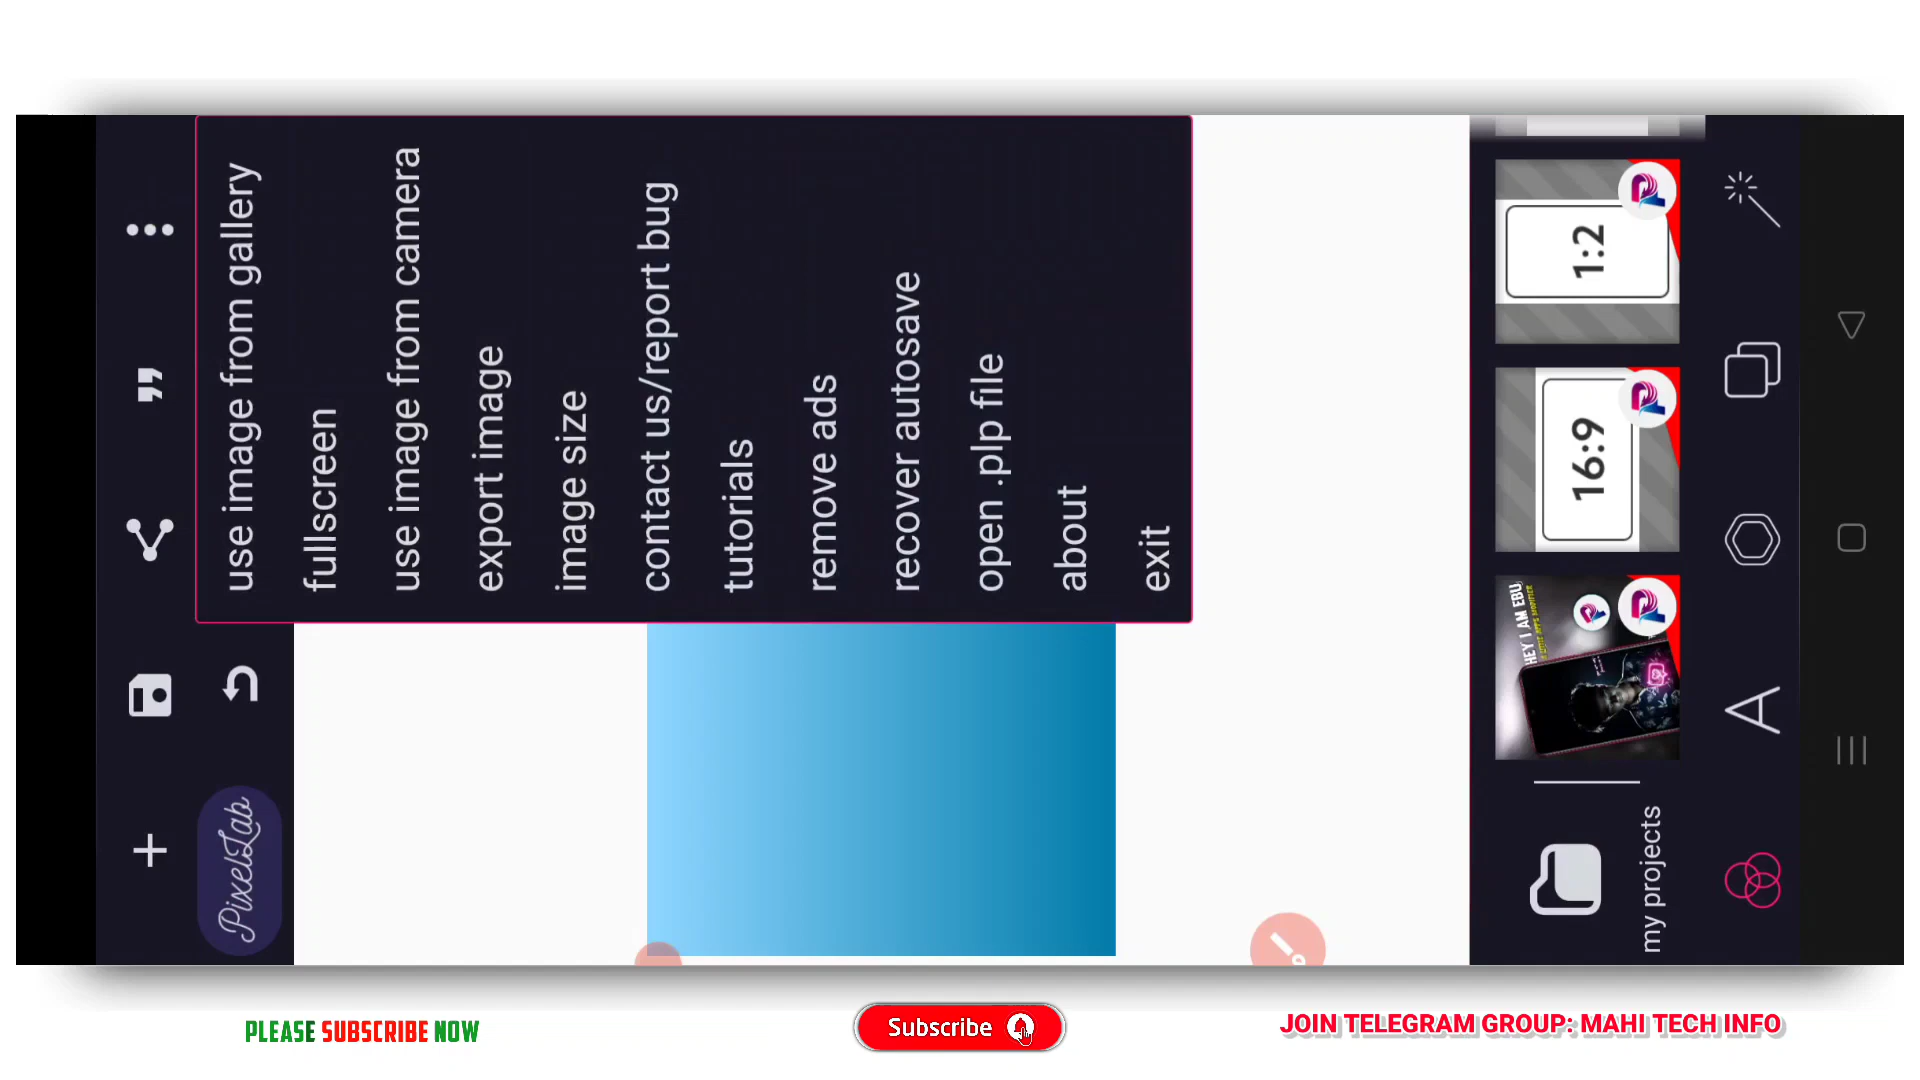 PixelLab
use image from gallery
fullscreen
use image from camera
export image
image size
contact us/report bug
tutorials
remove ads
recover autosave
open .plp file
about
exit
1:2
16:9
HEY I AM EBU
my projects
PLEASE SUBSCRIBE NOW
Subscribe
JOIN TELEGRAM GROUP: MAHI TECH INFO